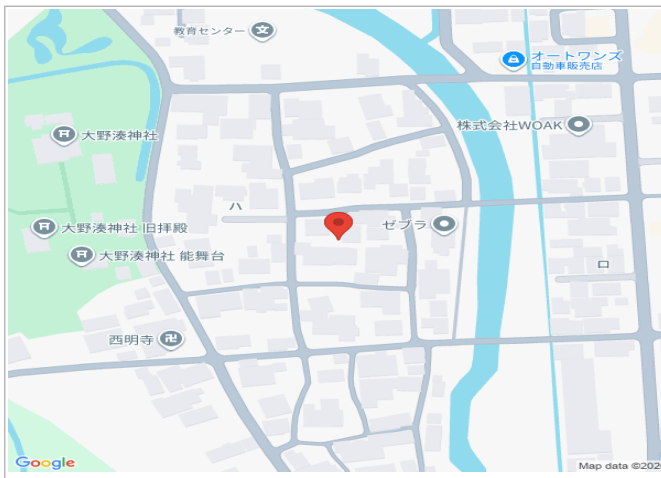 教育センター
オートワンズ
自動車販売店
大野湊神社
株式会社WOAK
ハ
大野湊神社 旧拝殿
ゼブラ
大野湊神社 能舞台
ロ
西明寺
Google
Map data ©2026